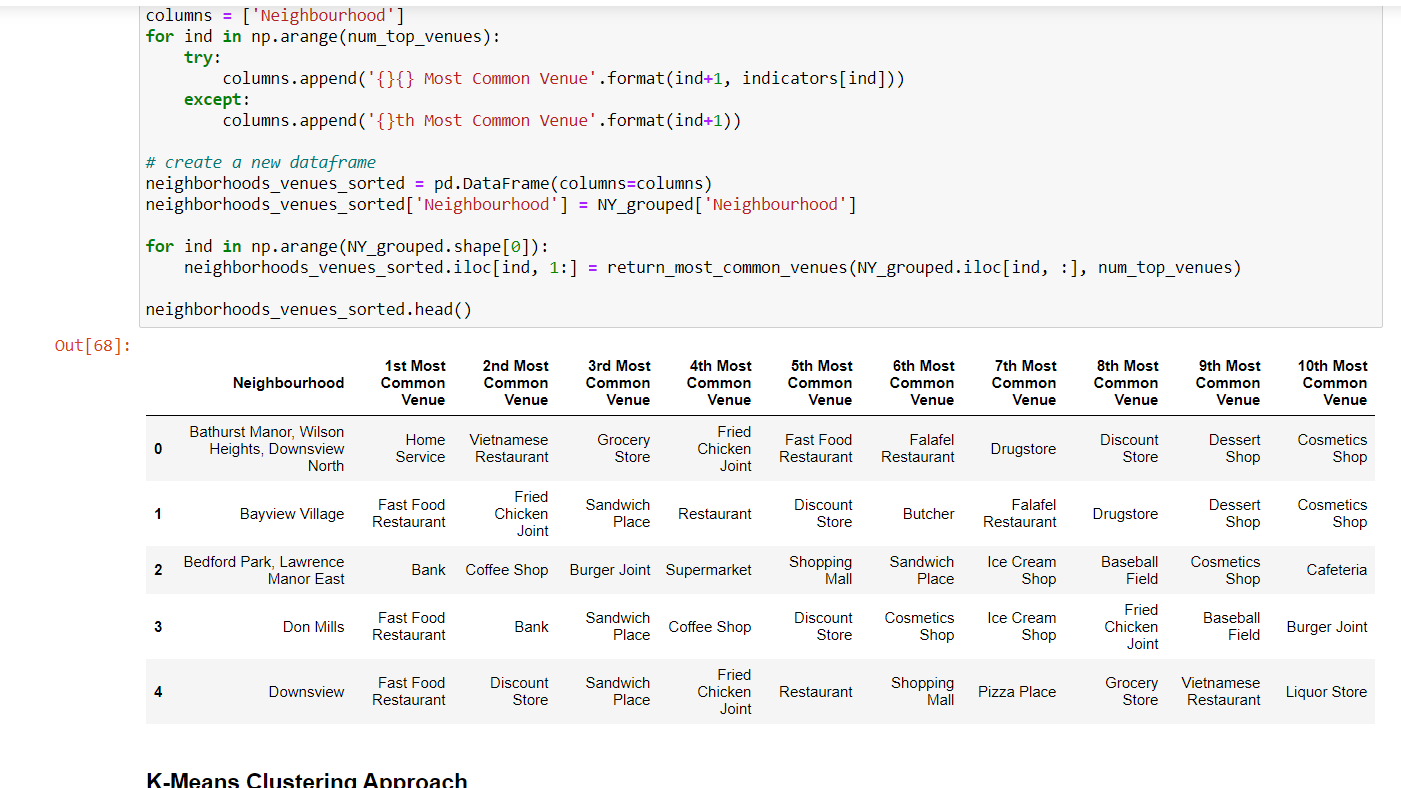 columns = ['Neighbourhood']
for ind in np.arange(num_top_venues):
    try:
        columns.append('{}{} Most Common Venue'.format(ind+1, indicators[ind]))
    except:
        columns.append('{}th Most Common Venue'.format(ind+1))
# create a new dataframe
neighborhoods_venues_sorted = pd.DataFrame(columns=columns)
neighborhoods_venues_sorted['Neighbourhood'] = NY_grouped['Neighbourhood']
for ind in np.arange(NY_grouped.shape[0]):
    neighborhoods_venues_sorted.iloc[ind, 1:] = return_most_common_venues(NY_grouped.iloc[ind, :], num_top_venues)
neighborhoods_venues_sorted.head()
Out[68]:
Neighbourhood 1st Most Common Venue 2nd Most Common Venue 3rd Most Common Venue 4th Most Common Venue 5th Most Common Venue 6th Most Common Venue 7th Most Common Venue 8th Most Common Venue 9th Most Common Venue 10th Most Common Venue
0 Bathurst Manor, Wilson Heights, Downsview North Home Service Vietnamese Restaurant Grocery Store Fried Chicken Joint Fast Food Restaurant Falafel Restaurant Drugstore Discount Store Dessert Shop Cosmetics Shop
1 Bayview Village Fast Food Restaurant Fried Chicken Joint Sandwich Place Restaurant Discount Store Butcher Falafel Restaurant Drugstore Dessert Shop Cosmetics Shop
2 Bedford Park, Lawrence Manor East Bank Coffee Shop Burger Joint Supermarket Shopping Mall Sandwich Place Ice Cream Shop Baseball Field Cosmetics Shop Cafeteria
3 Don Mills Fast Food Restaurant Bank Sandwich Place Coffee Shop Discount Store Cosmetics Shop Ice Cream Shop Fried Chicken Joint Baseball Field Burger Joint
4 Downsview Fast Food Restaurant Discount Store Sandwich Place Fried Chicken Joint Restaurant Shopping Mall Pizza Place Grocery Store Vietnamese Restaurant Liquor Store
K-Means Clustering Approach